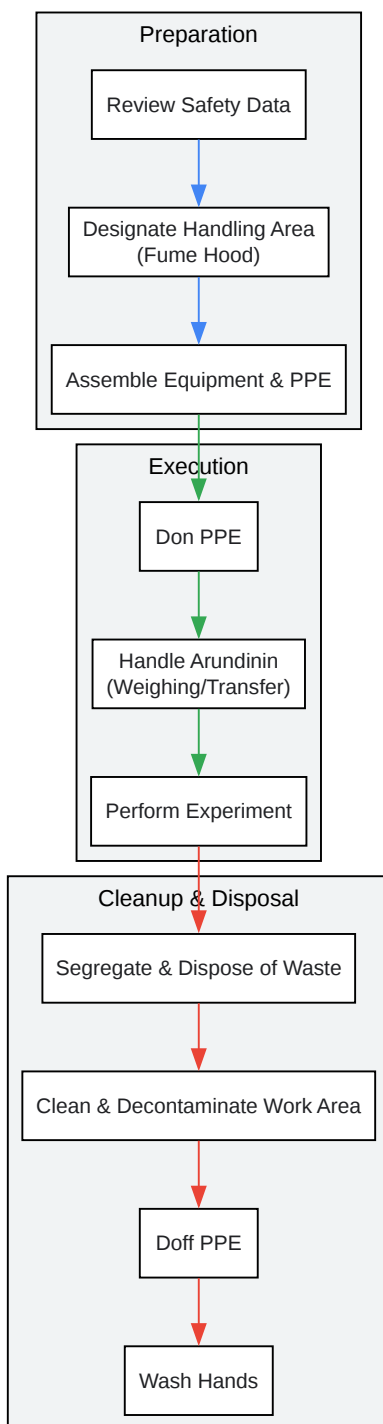 Preparation
Review Safety Data
Designate Handling Area
(Fume Hood)
Assemble Equipment & PPE
Execution
Don PPE
Handle Arundinin
(Weighing/Transfer)
Perform Experiment
Cleanup & Disposal
Segregate & Dispose of Waste
Clean & Decontaminate Work Area
Doff PPE
Wash Hands